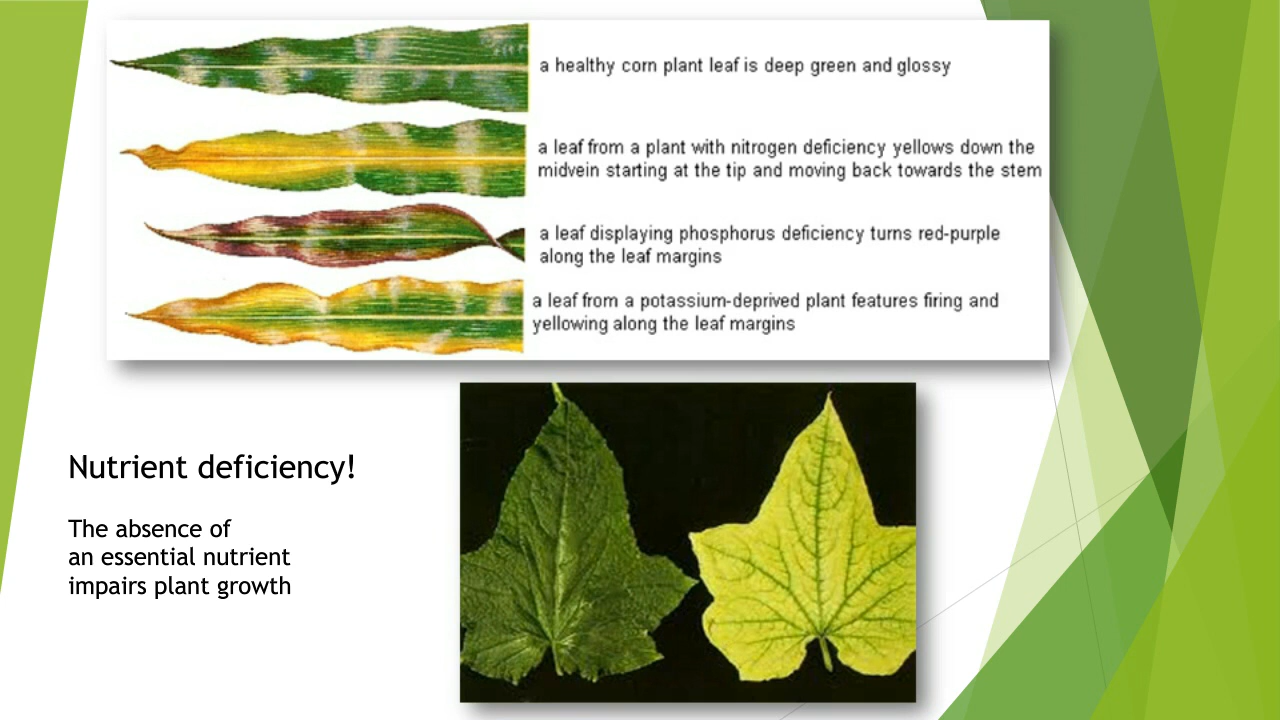 a healthy corn plant leaf is deep green and glossy
a leaf from a plant with nitrogen deficiency yellows down the
midvein starting at the tip and moving back towards the stem
a leaf displaying phosphorus deficiency turns red-purple
along the leaf margins
a leaf from a potassium-deprived plant features firing and
yellowing along the leaf margins
Nutrient deficiency!
The absence of
an essential nutrient
impairs plant growth